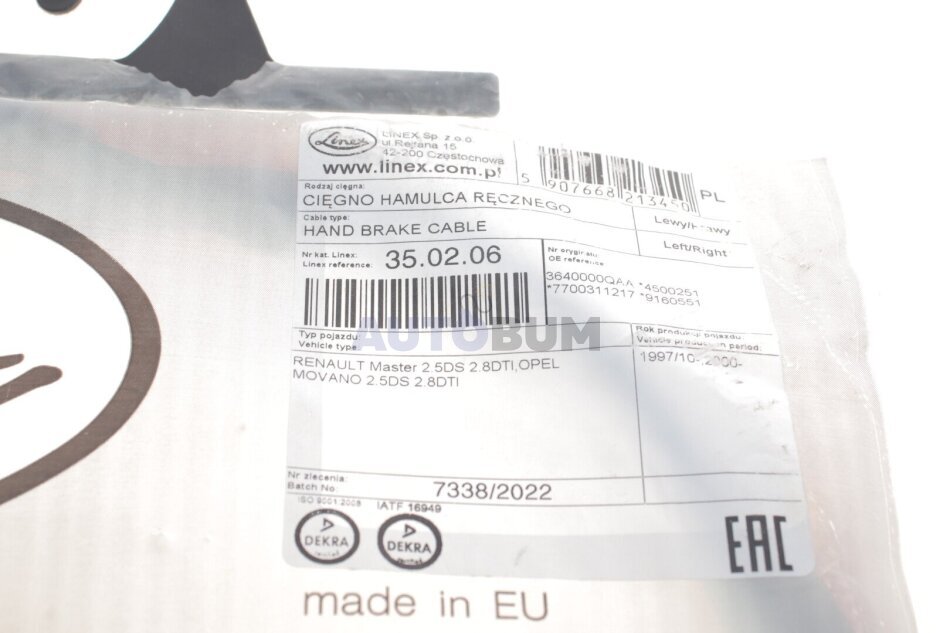 Linex
LINEX Sp. z.o.o.
ul.Rejtana 15
42-200 Częstochowa
www.linex.com.pl
5 907668 213450
PL
Rodzaj cięgna:
CIĘGNO HAMULCA RĘCZNEGO
Cable type:
HAND BRAKE CABLE
Lewy/Prawy
Left/Right
Nr kat. Linex:
Linex reference:
35.02.06
Nr oryginału:
OE reference:
3640000QAA *4500251
*7700311217 *9160551
AUTOBUM
Typ pojazdu:
Vehicle type:
RENAULT Master 2.5DS 2.8DTI,OPEL
MOVANO 2.5DS 2.8DTI
Rok produkcji pojazdu:
Vehicle production period:
1997/10-,2000-
Nr zlecenia:
Batch No:
7338/2022
ISO 9001:2008
IATF 16949
DEKRA
DEKRA
EAC
made in EU